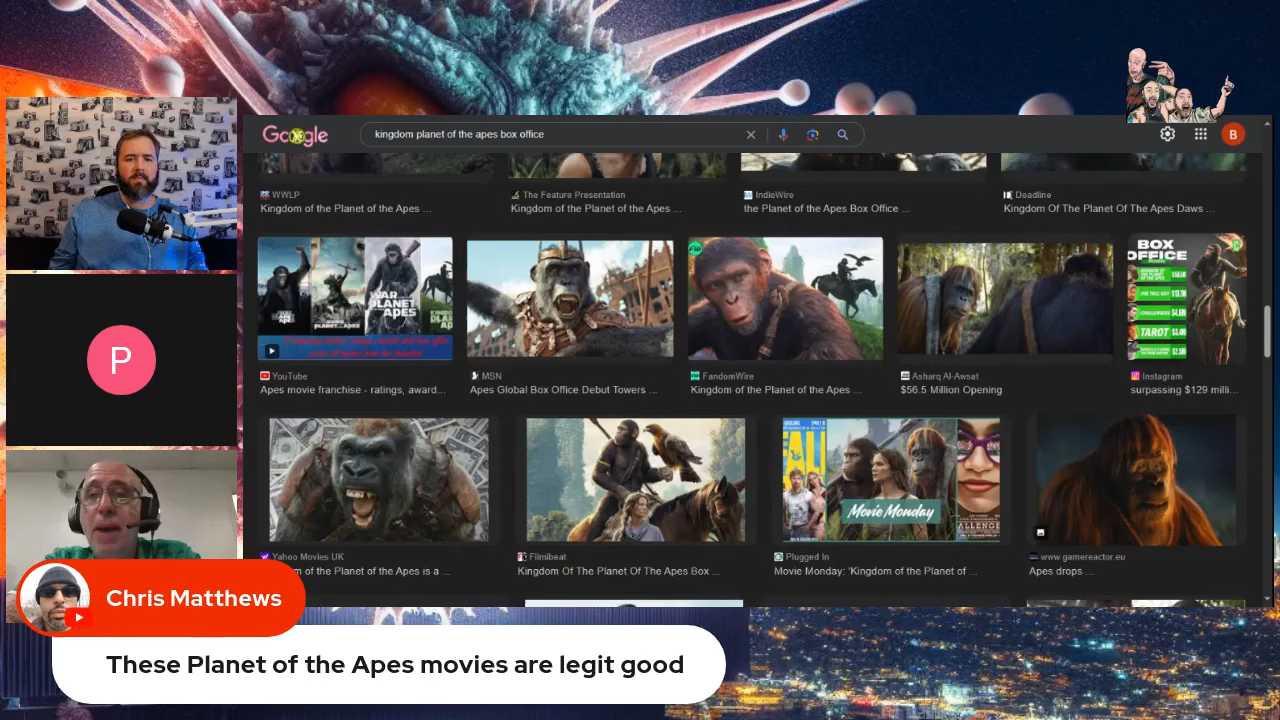 Google
kingdom planet of the apes box office
B
WWLP
Kingdom of the Planet of the Apes ...
The Feature Presentation
Kingdom of the Planet of the Apes ...
IndieWire
the Planet of the Apes Box Office ...
Deadline
Kingdom Of The Planet Of The Apes Daws ...
WAR
PLANET
APES
BOX
OFFICE
TAROT
YouTube
Apes movie franchise - ratings, award...
MSN
Apes Global Box Office Debut Towers ...
FandomWire
Kingdom of the Planet of the Apes ...
Asharq Al-Awsat
$56.5 Million Opening
Instagram
surpassing $129 milli...
P
Movie Monday
Yahoo Movies UK
m of the Planet of the Apes is a ...
Filmibeat
Kingdom Of The Planet Of The Apes Box ...
Plugged In
Movie Monday: 'Kingdom of the Planet of ...
www.gamereactor.eu
Apes drops ...
Chris Matthews
These Planet of the Apes movies are legit good